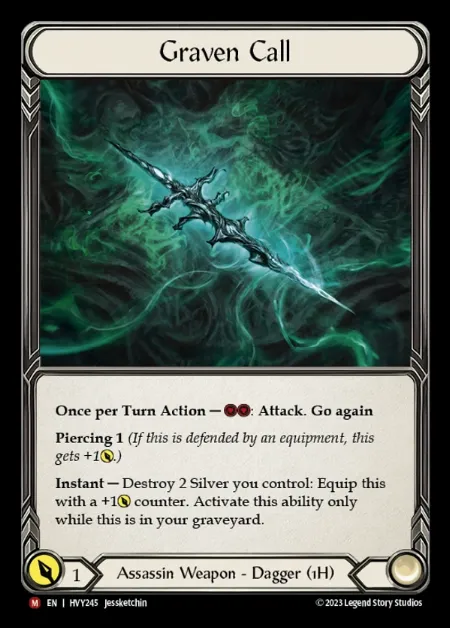 Graven Call
Once per Turn Action — : Attack. Go again
Piercing 1 (If this is defended by an equipment, this
gets +1.)
Instant — Destroy 2 Silver you control: Equip this
with a +1 counter. Activate this ability only
while this is in your graveyard.
1
Assassin Weapon - Dagger (1H)
M EN | HVY245 Jessketchin
© 2023 Legend Story Studios